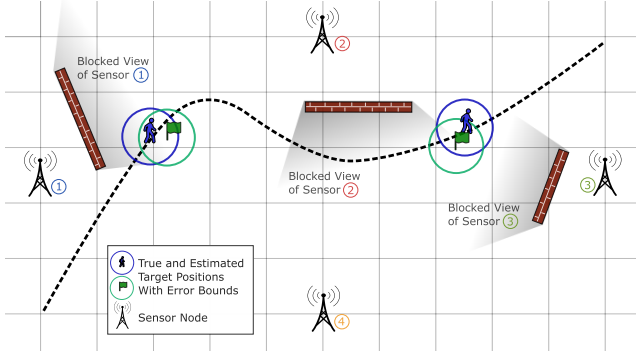 2
Blocked View
of Sensor 1
1
Blocked View
of Sensor 2
3
Blocked View
of Sensor 3
True and Estimated
Target Positions
With Error Bounds
Sensor Node
4